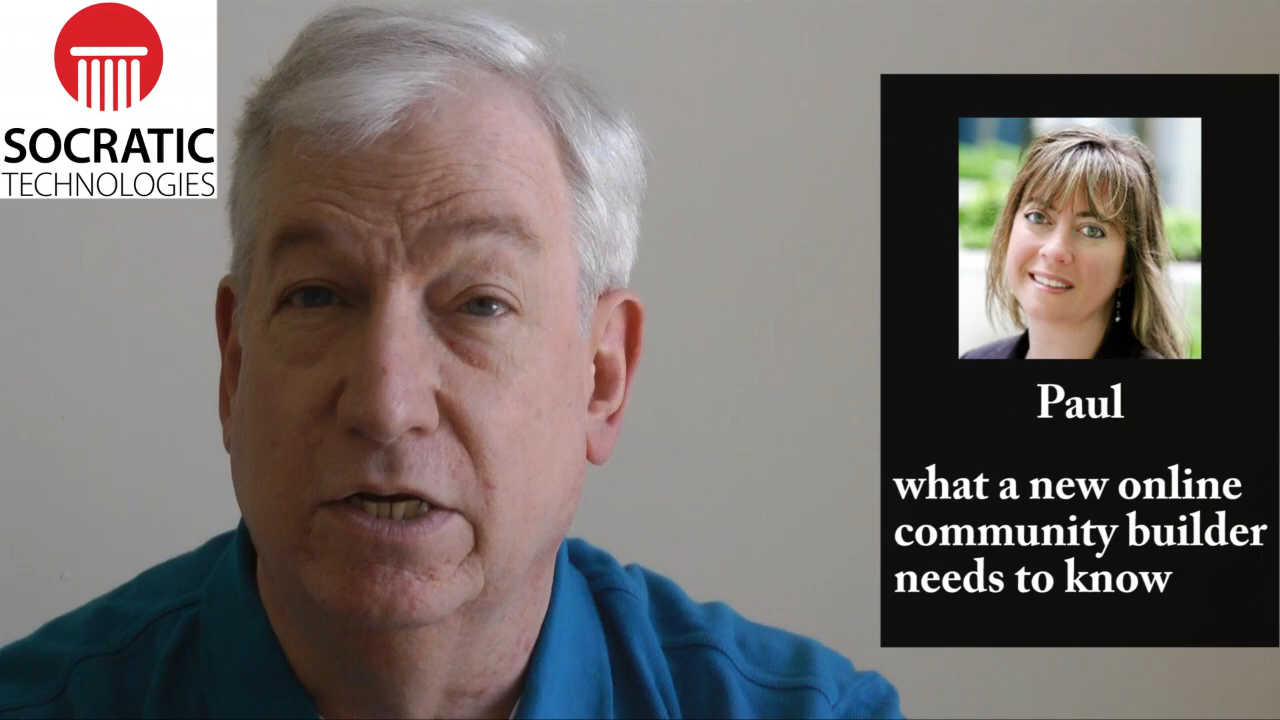 SOCRATIC
TECHNOLOGIES
Paul
what a new online
community builder
needs to know